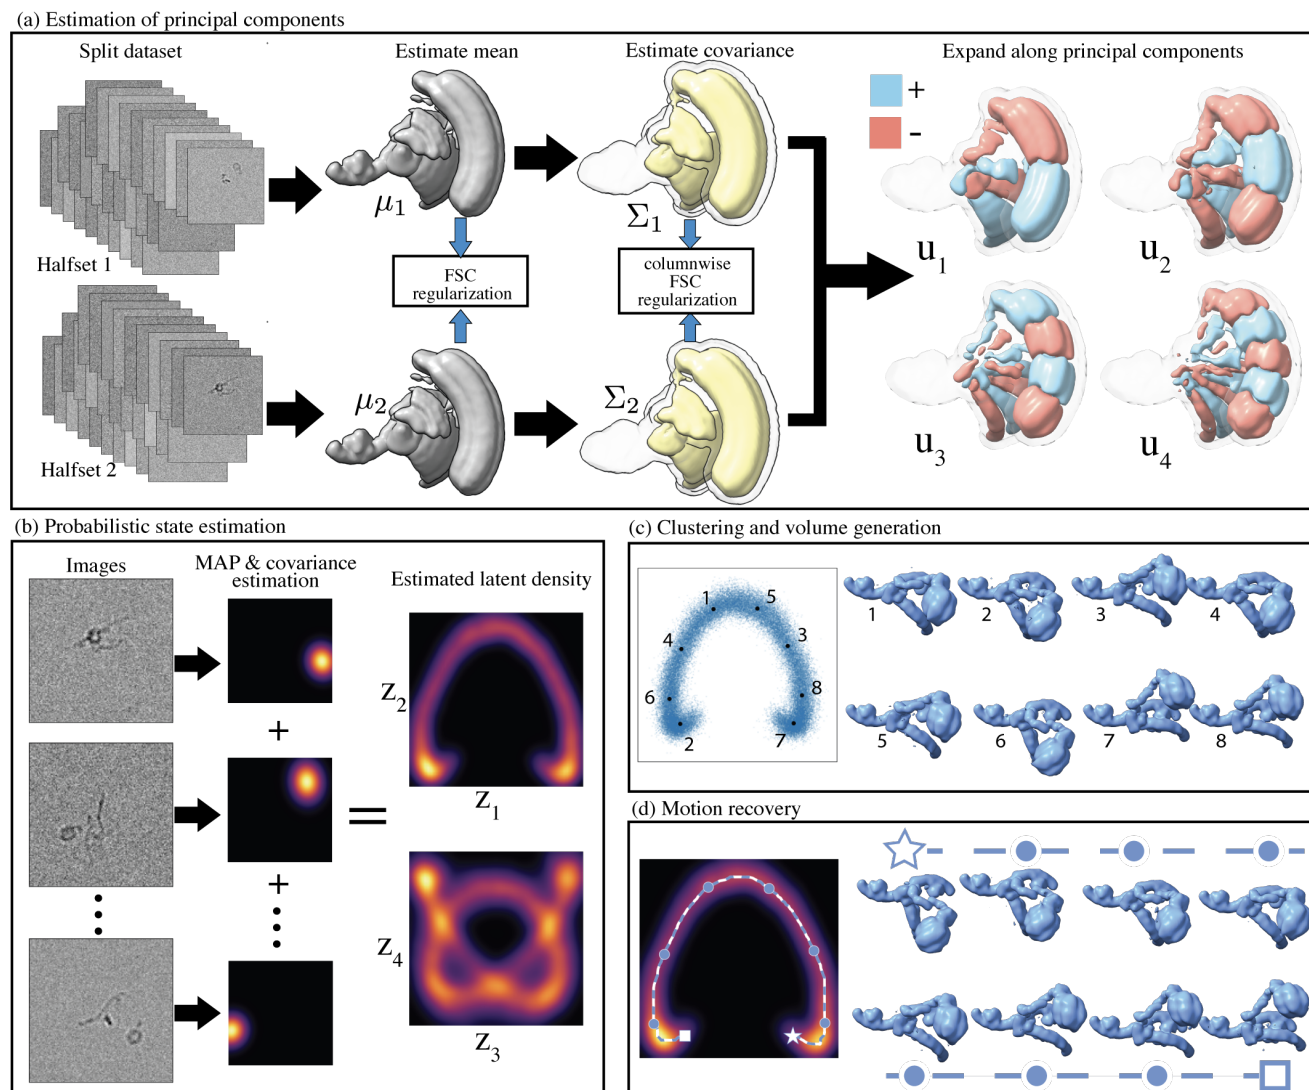 (a) Estimation of principal components
Split dataset
Estimate mean
Estimate covariance
Expand along principal components
+
-
μ1
Σ1
u1
u2
Halfset 1
FSC
regularization
columnwise
FSC
regularization
μ2
Σ2
u3
u4
Halfset 2
(b) Probabilistic state estimation
Images
MAP & covariance
estimation
Estimated latent density
+
+
=
z2
z1
z4
z3
(c) Clustering and volume generation
1
5
4
3
6
8
2
7
1
2
3
4
5
6
7
8
(d) Motion recovery